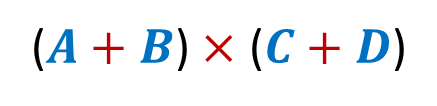 (A + B) × (C + D)